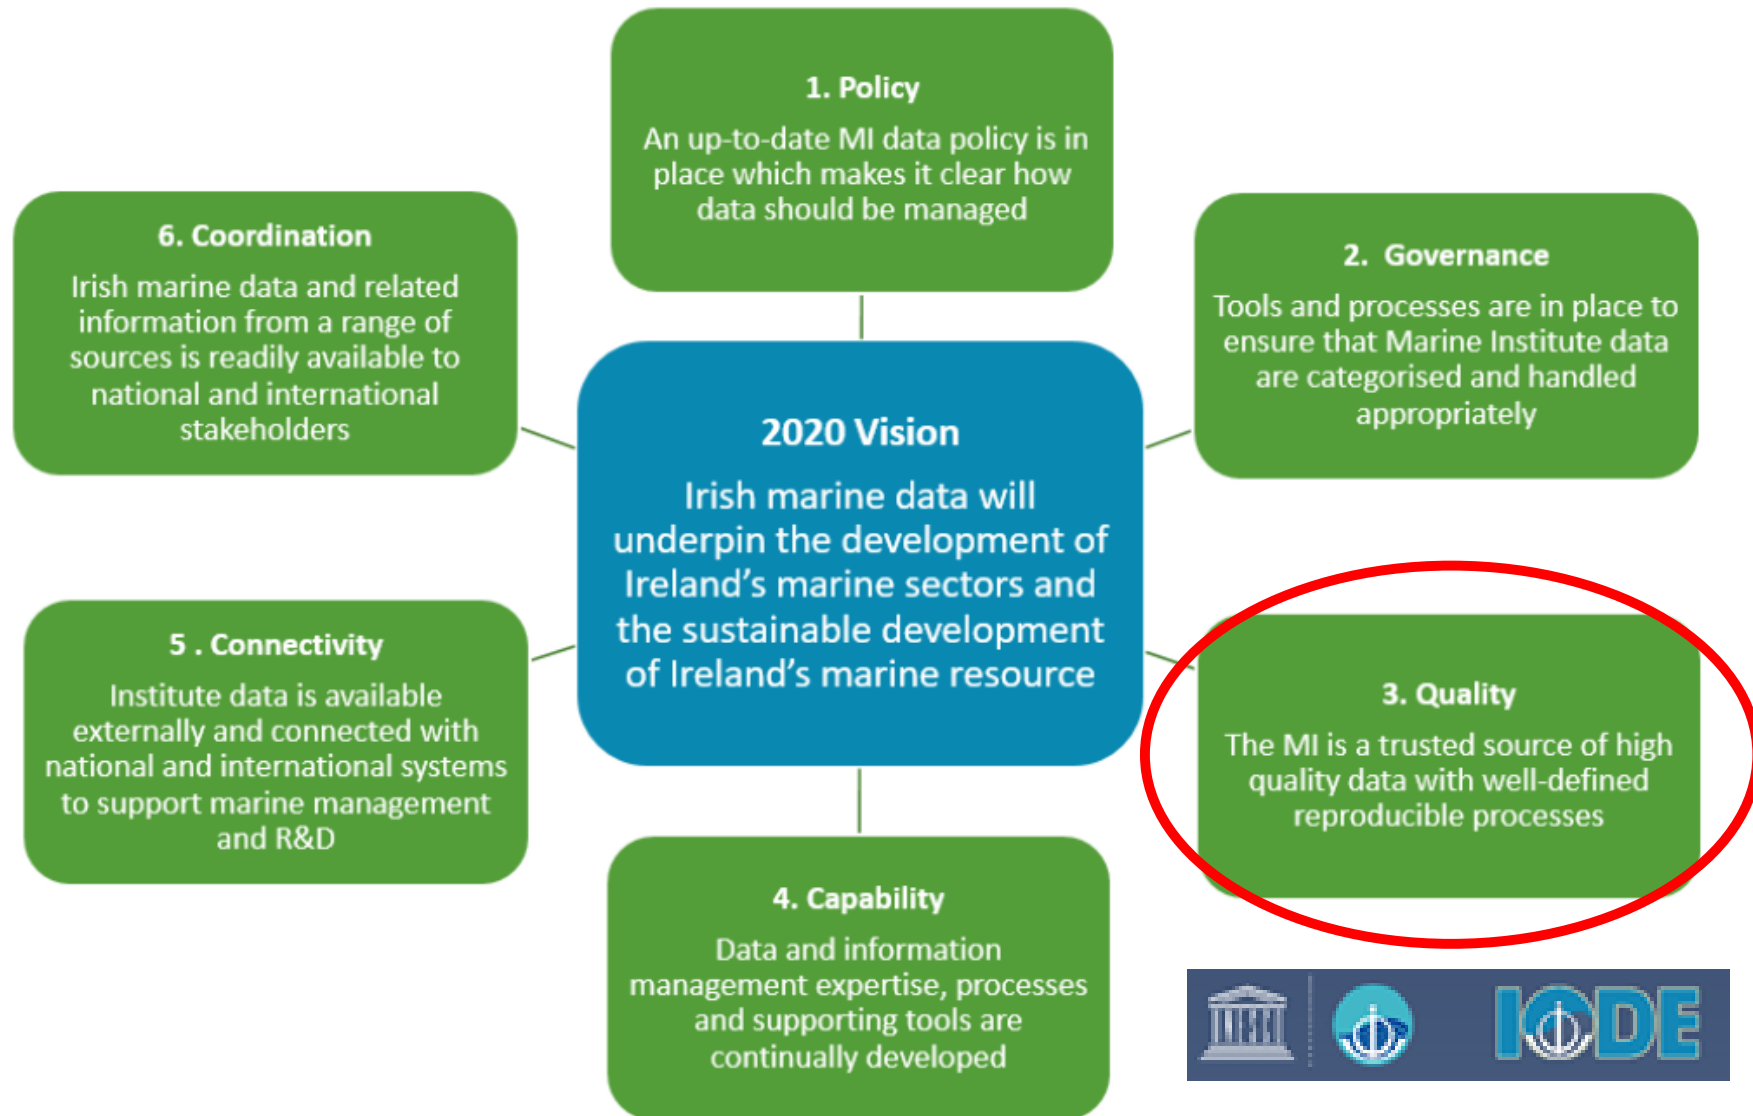 1. Policy
An up-to-date MI data policy is in
place which makes it clear how
data should be managed
2.  Governance
Tools and processes are in place to
ensure that Marine Institute data
are categorised and handled
appropriately
3. Quality
The MI is a trusted source of high
quality data with well-defined
reproducible processes
4. Capability
Data and information
management expertise, processes
and supporting tools are
continually developed
5 . Connectivity
Institute data is available
externally and connected with
national and international systems
to support marine management
and R&D
6. Coordination
Irish marine data and related
information from a range of
sources is readily available to
national and international
stakeholders
2020 Vision
Irish marine data will
underpin the development of
Ireland’s marine sectors and
the sustainable development
of Ireland’s marine resource
IODE